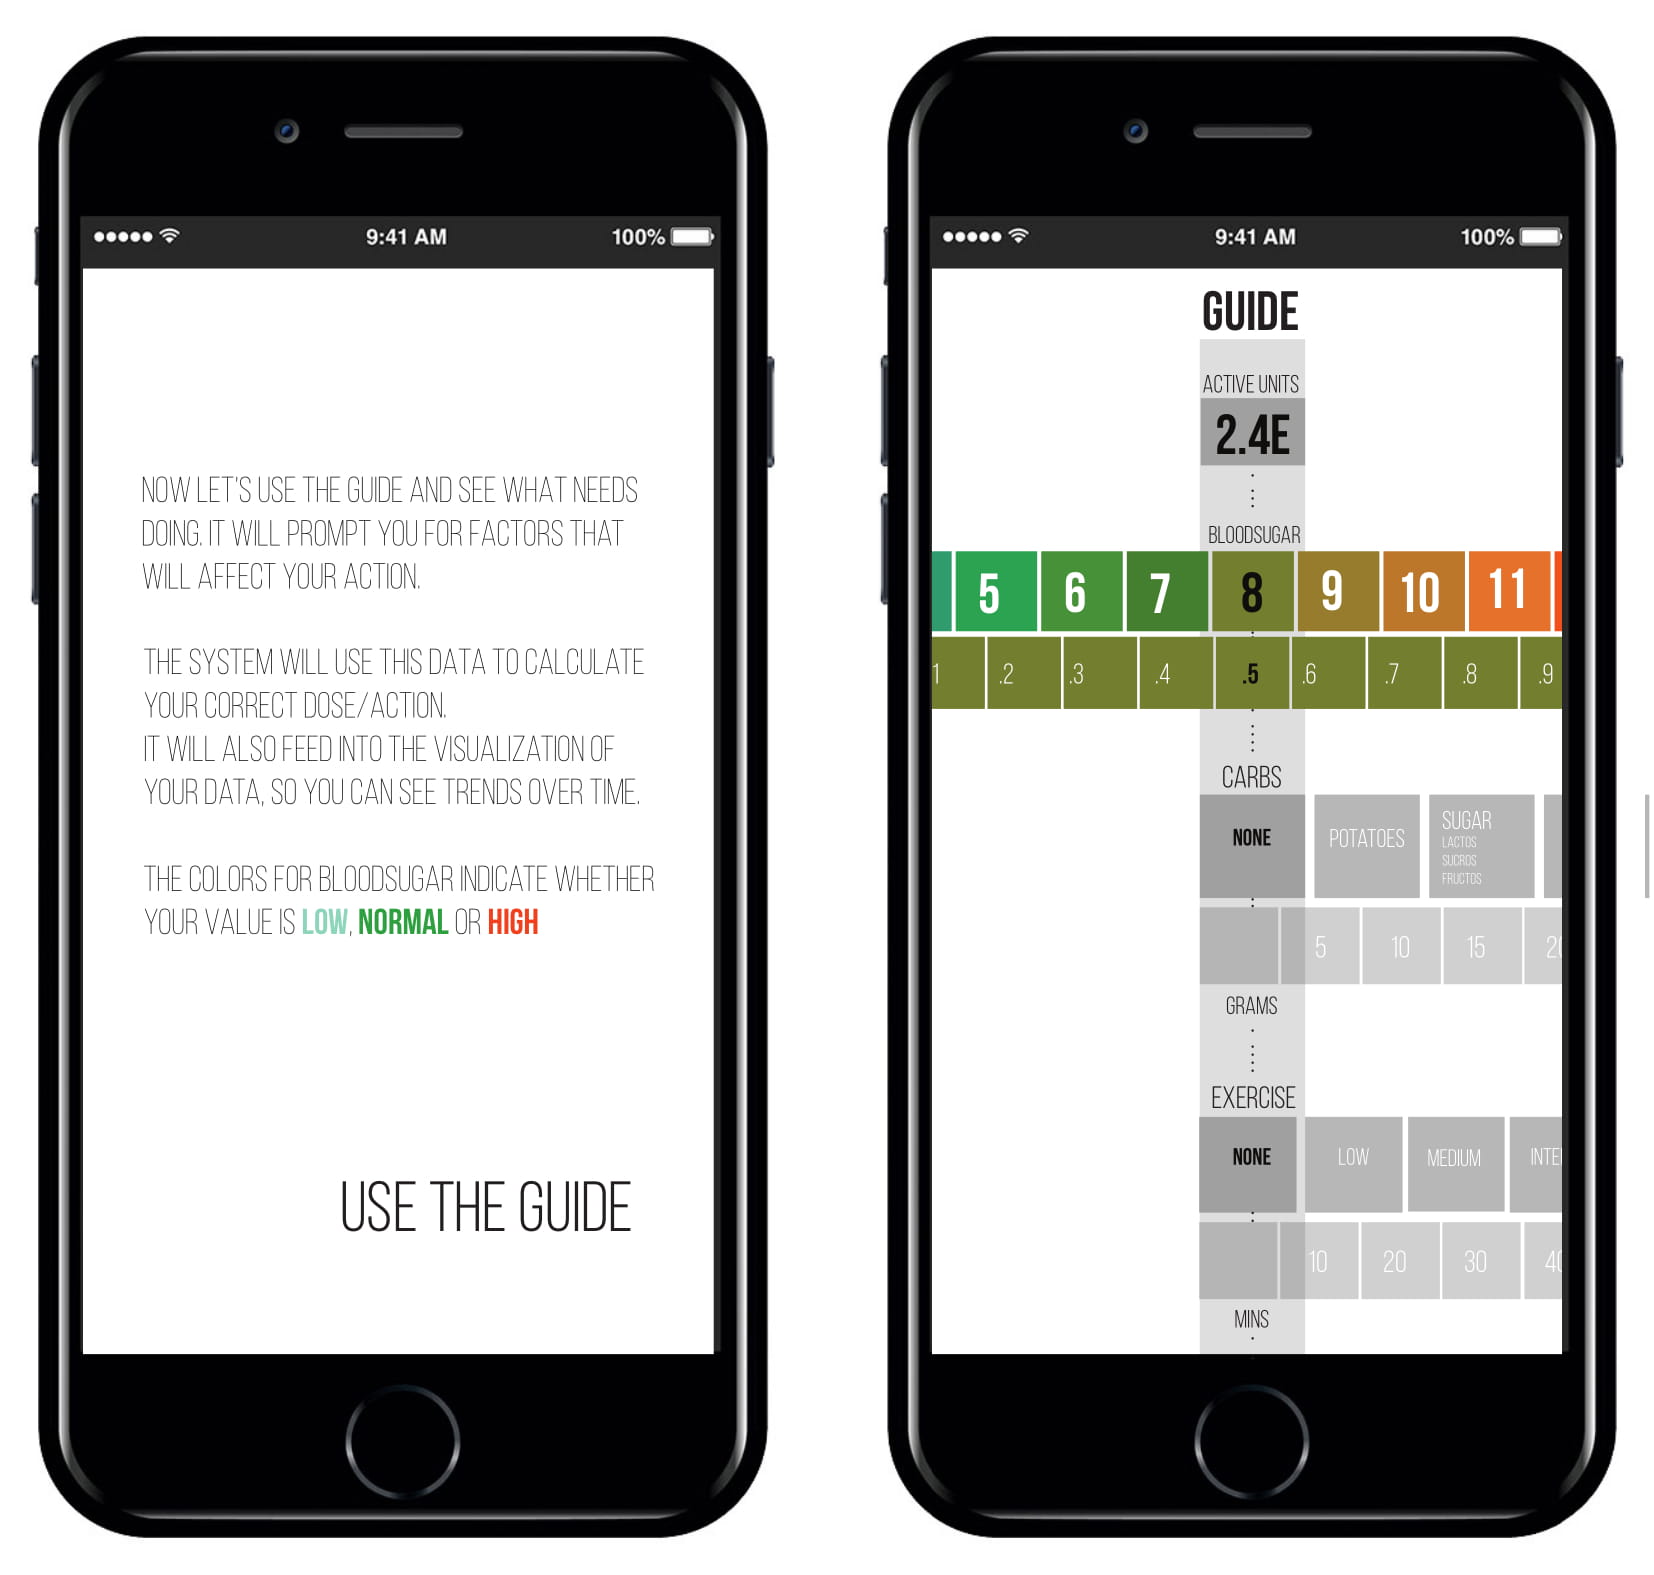 9:41 AM 100%
NOW LET'S USE THE GUIDE AND SEE WHAT NEEDS
DOING. IT WILL PROMPT YOU FOR FACTORS THAT
WILL AFFECT YOUR ACTION.
THE SYSTEM WILL USE THIS DATA TO CALCULATE
YOUR CORRECT DOSE/ACTION.
IT WILL ALSO FEED INTO THE VISUALIZATION OF
YOUR DATA, SO YOU CAN SEE TRENDS OVER TIME.
THE COLORS FOR BLOODSUGAR INDICATE WHETHER
YOUR VALUE IS LOW, NORMAL OR HIGH
USE THE GUIDE
9:41 AM 100%
GUIDE
ACTIVE UNITS
2.4E
BLOODSUGAR
5 6 7 8 9 10 11
1 .2 .3 .4 .5 .6 .7 .8 .9
CARBS
NONE POTATOES SUGAR
LACTOS
SUCROS
FRUCTOS
5 10 15 20
GRAMS
EXERCISE
NONE LOW MEDIUM INTE
10 20 30 40
MINS